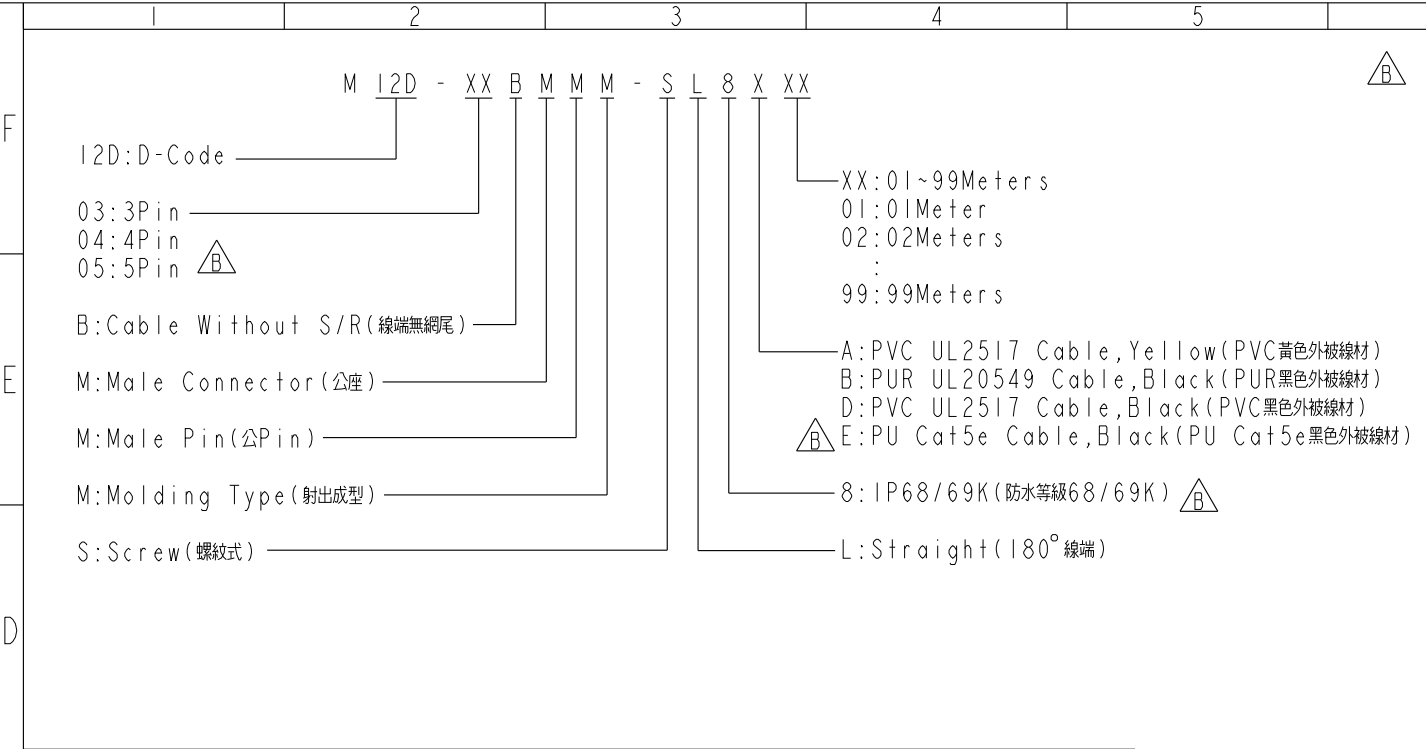 1 2 3 4 5
B
M 12D - XX B M M M - S L 8 X XX
F
12D:D-Code
XX:01~99Meters
03:3Pin
01:01Meter
04:4Pin
02:02Meters
05:5Pin B
:
99:99Meters
B:Cable Without S/R(線端無網尾)
A:PVC UL2517 Cable,Yellow(PVC黃色外被線材)
E
M:Male Connector(公座)
B:PUR UL20549 Cable,Black(PUR黑色外被線材)
D:PVC UL2517 Cable,Black(PVC黑色外被線材)
M:Male Pin(公Pin)
B E:PU Cat5e Cable,Black(PU Cat5e黑色外被線材)
M:Molding Type(射出成型)
8:IP68/69K(防水等級68/69K) B
S:Screw(螺紋式)
L:Straight(180°線端)
D